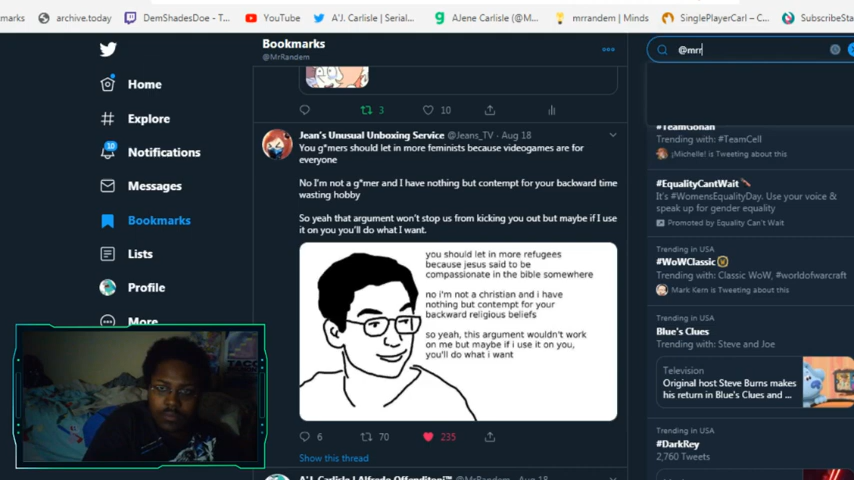 marks
archive.today
DemShadesDoe - T...
YouTube
A'J. Carlisle | Serial...
AJene Carlisle (@M...
mrrandem | Minds
SinglePlayerCarl – ...
SubscribeSta
Home
Explore
10
Notifications
Messages
Bookmarks
Lists
Profile
More
Bookmarks
@MrRandem
3
10
Jean's Unusual Unboxing Service @Jeans_TV · Aug 18
You g*mers should let in more feminists because videogames are for
everyone
No I'm not a g*mer and I have nothing but contempt for your backward time
wasting hobby
So yeah that argument won't stop us from kicking you out but maybe if I use
it on you you'll do what I want.
you should let in more refugees
because jesus said to be
compassionate in the bible somewhere
no i'm not a christian and i have
nothing but contempt for your
backward religious beliefs
so yeah, this argument wouldn't work
on me but maybe if i use it on you,
you'll do what i want
6
70
235
Show this thread
A'J. Carlisle | Alfredo Offenditoni™ @MrRandem · Aug 18
@mrr
#TeamGohan
Trending with: #TeamCell
¡Michelle! is Tweeting about this
#EqualityCantWait
It's #WomensEqualityDay. Use your voice &
speak up for gender equality
Promoted by Equality Can't Wait
Trending in USA
#WoWClassic
Trending with: Classic WoW, #worldofwarcraft
Mark Kern is Tweeting about this
Trending in USA
Blue's Clues
Trending with: Steve and Joe
Television
Original host Steve Burns makes
his return in Blue's Clues and ...
Trending in USA
#DarkRey
2,760 Tweets